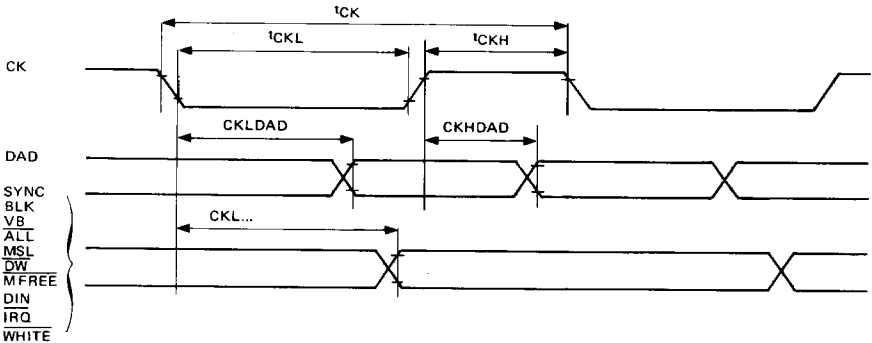 tCK
tCKL
tCKH
CK
CKLDAD
CKHDAD
DAD
SYNC
BLK
VB
ALL
MSL
DW
MFREE
DIN
IRQ
WHITE
CKL...